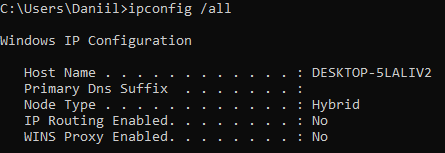 C:\Users\Daniil>ipconfig /all
Windows IP Configuration
Host Name . . . . . . . . . . . . : DESKTOP-5LALIV2
Primary Dns Suffix  . . . . . . . :
Node Type . . . . . . . . . . . . : Hybrid
IP Routing Enabled. . . . . . . . : No
WINS Proxy Enabled. . . . . . . . : No